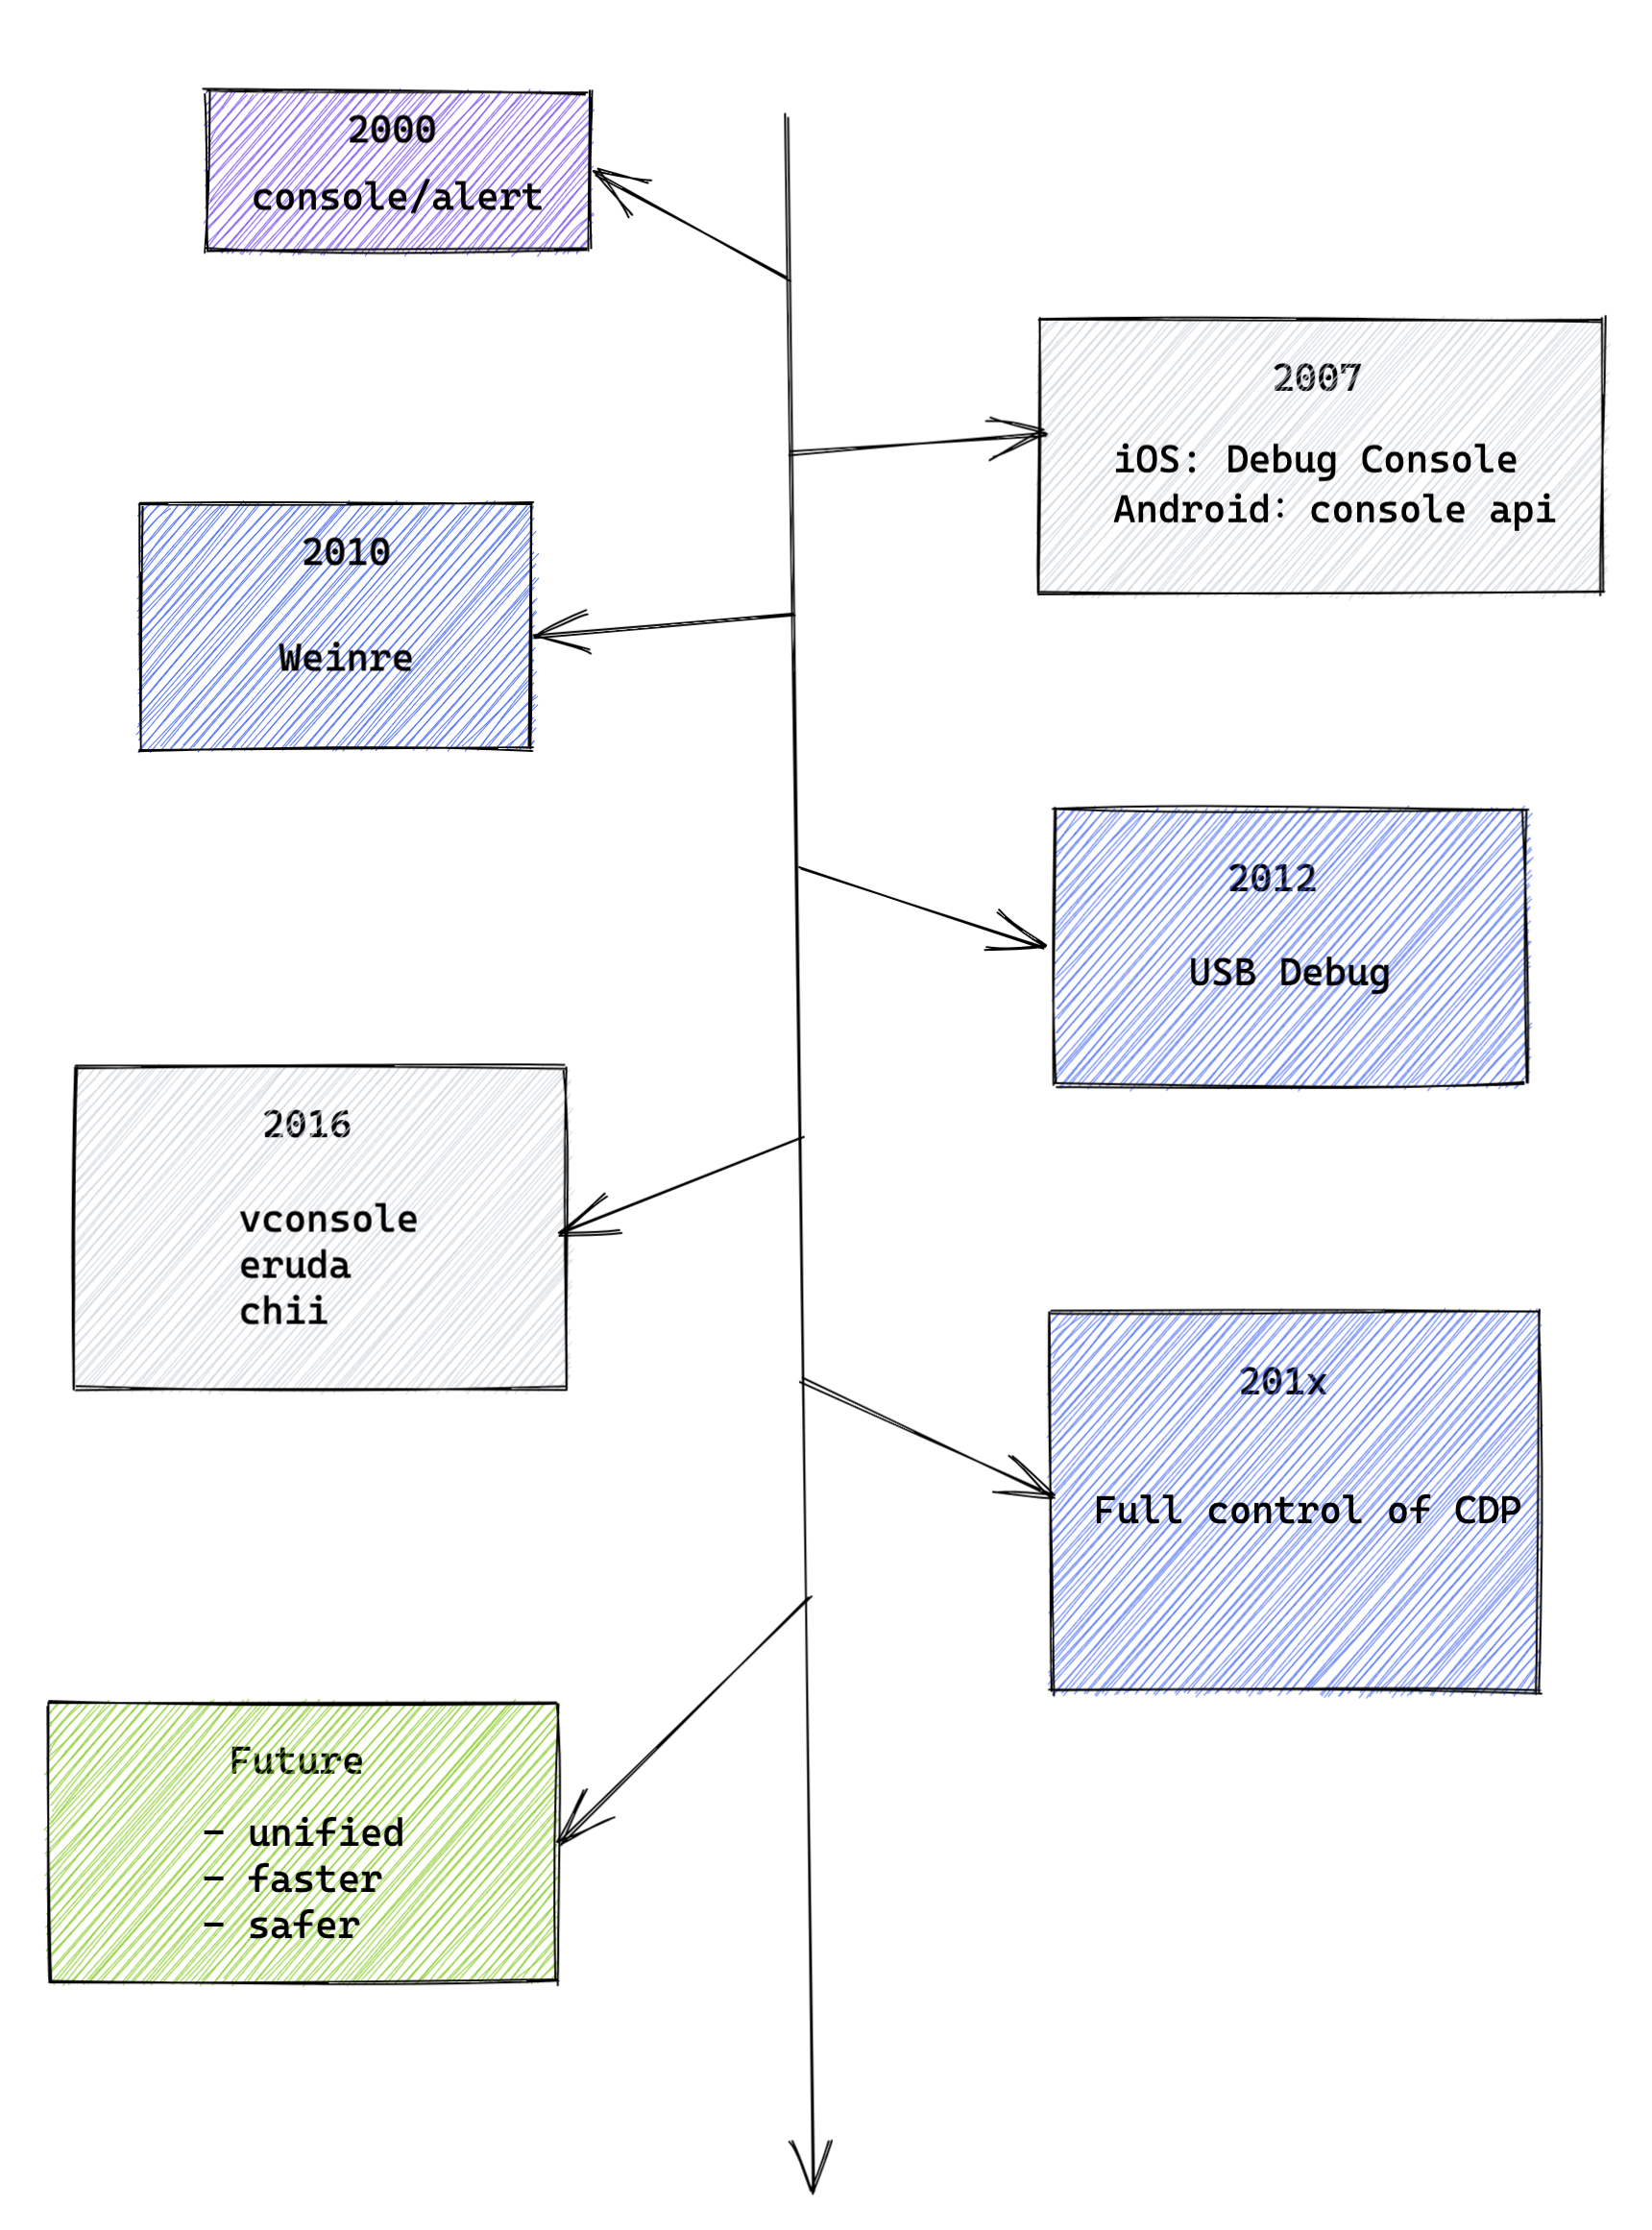 2000
console/alert
2007
iOS: Debug Console
Android: console api
2010
Weinre
2012
USB Debug
2016
vconsole
eruda
chii
201x
Full control of CDP
Future
- unified
- faster
- safer